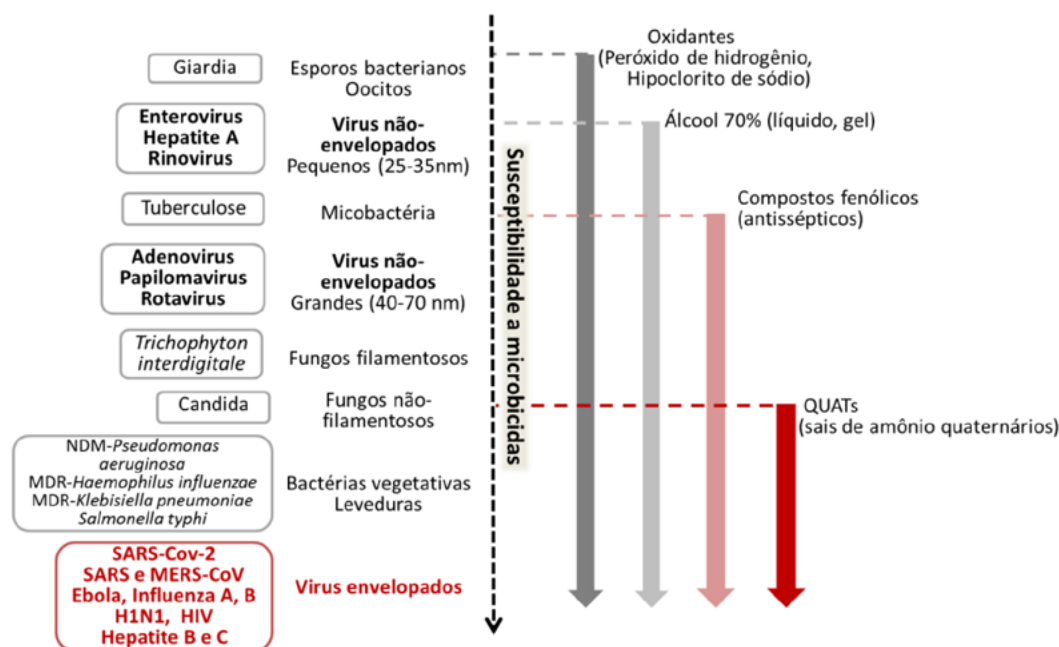 Giardia
Esporos bacterianos
Oocitos
Enterovirus
Hepatite A
Rinovirus
Virus não-
envelopados
Pequenos (25-35nm)
Tuberculose
Micobactéria
Adenovirus
Papilomavirus
Rotavirus
Virus não-
envelopados
Grandes (40-70 nm)
Trichophyton
interdigitale
Fungos filamentosos
Candida
Fungos não-
filamentosos
NDM-Pseudomonas
aeruginosa
MDR-Haemophilus influenzae
MDR-Klebisiella pneumoniae
Salmonella typhi
Bactérias vegetativas
Leveduras
SARS-Cov-2
SARS e MERS-CoV
Ebola, Influenza A, B
H1N1, HIV
Hepatite B e C
Virus envelopados
Susceptibilidade a microbicidas
Oxidantes
(Peróxido de hidrogênio,
Hipoclorito de sódio)
Álcool 70% (líquido, gel)
Compostos fenólicos
(antissépticos)
QUATs
(sais de amônio quaternários)